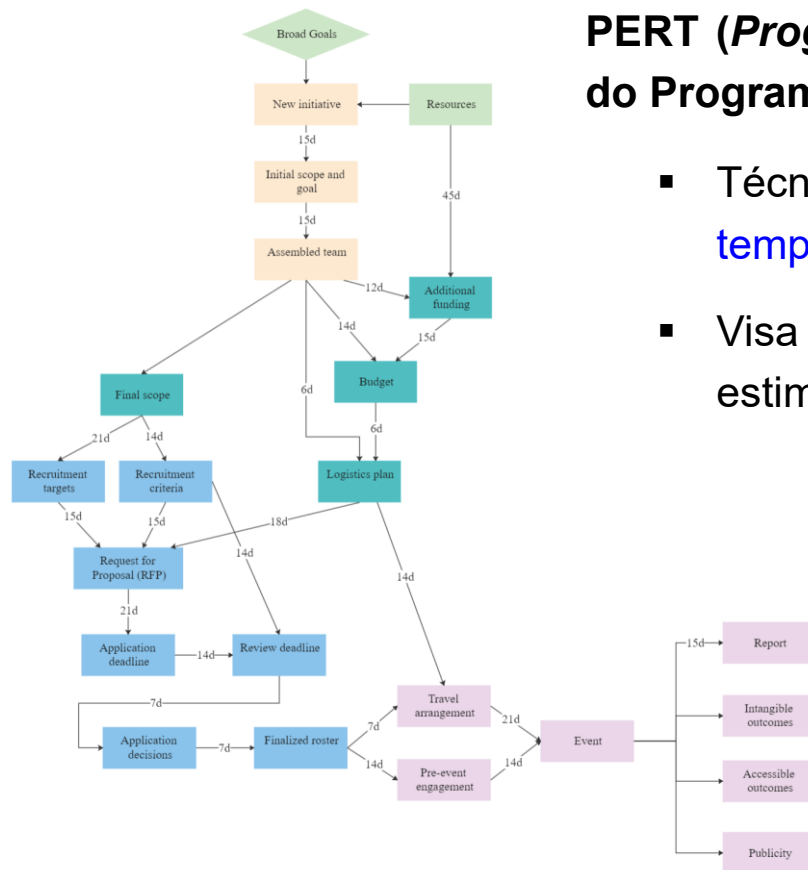 Broad Goals
New initiative
Resources
15d
Initial scope and
goal
45d
15d
Assembled team
12d
Additional
funding
14d
15d
Final scope
6d
Budget
21d
14d
6d
Recruitment
targets
Recruitment
criteria
Logistics plan
15d
15d
18d
14d
Request for
Proposal (RFP)
14d
21d
Application
deadline
14d
Review deadline
7d
Application
decisions
7d
Finalized roster
7d
14d
Travel
arrangement
Pre-event
engagement
21d
14d
Event
15d
Report
Intangible
outcomes
Accessible
outcomes
Publicity
PERT (Prog
do Program
▪ Técn
temp
▪ Visa
estim